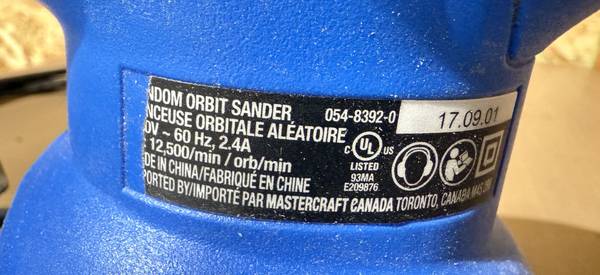 NDOM ORBIT SANDER 054-8392-0 17.09.01
NCEUSE ORBITALE ALÉATOIRE
0V ~ 60 Hz, 2.4A
12,500/min / orb/min
C UL US
LISTED
93MA
E209876
DE IN CHINA/FABRIQUÉ EN CHINE
PORTED BY/IMPORTÉ PAR MASTERCRAFT CANADA TORONTO, CANADA M4S